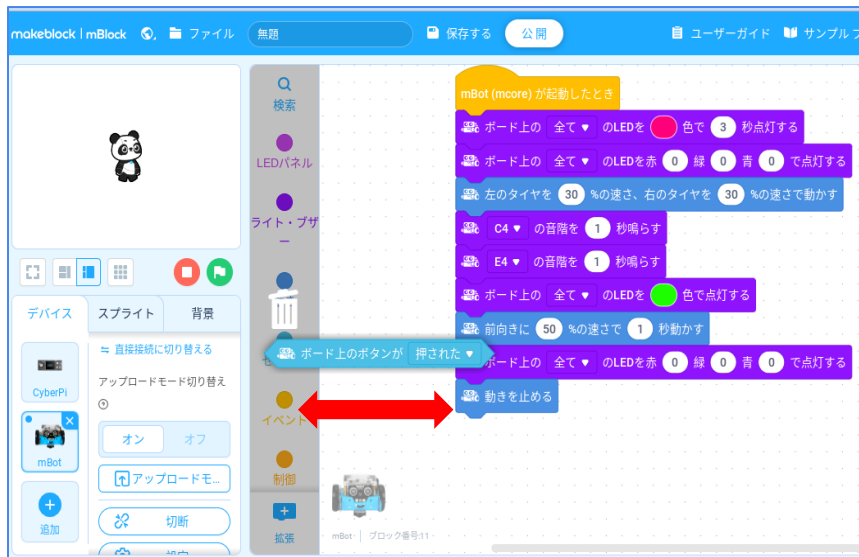 makeblock | mBlock ファイル 無題 保存する 公開 ユーザーガイド サンプルプ
検索
LEDパネル
ライト・ブザー
イベント
制御
拡張
mBot (mcore) が起動したとき
ボード上の 全て ▼ のLEDを 色で 3 秒点灯する
ボード上の 全て ▼ のLEDを赤 0 緑 0 青 0 で点灯する
左のタイヤを 30 %の速さ、右のタイヤを 30 %の速さで動かす
C4 ▼ の音階を 1 秒鳴らす
E4 ▼ の音階を 1 秒鳴らす
ボード上の 全て ▼ のLEDを 色で点灯する
前向きに 50 %の速さで 1 秒動かす
ボード上のボタンが 押された ▼
ボード上の 全て ▼ のLEDを赤 0 緑 0 青 0 で点灯する
動きを止める
mBot | ブロック番号:11
デバイス スプライト 背景
CyberPi
mBot
追加
直接接続に切り替える
アップロードモード切り替え
オン オフ
アップロードモ...
切断